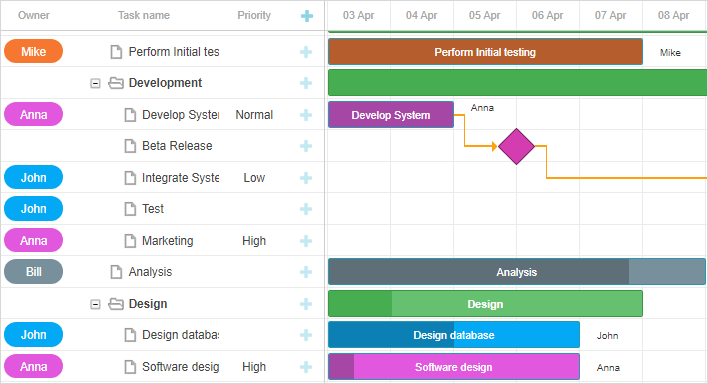 Owner Task name Priority 03 Apr 04 Apr 05 Apr 06 Apr 07 Apr 08 Apr
Mike Perform Initial tes Perform Initial testing Mike
Development
Anna Develop System Normal Develop System Anna
Beta Release
John Integrate Syste Low
John Test
Anna Marketing High
Bill Analysis Analysis
Design Design
John Design databas Design database John
Anna Software desig High Software design Anna